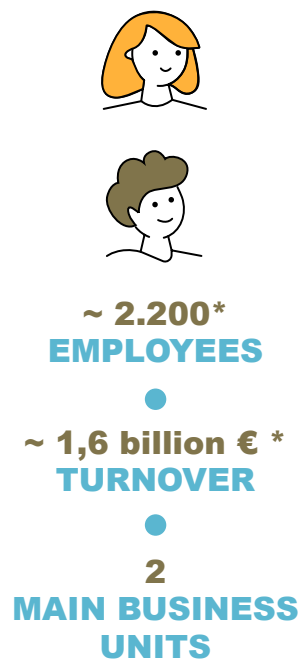 ~ 2.200*
EMPLOYEES
~ 1,6 billion € *
TURNOVER
2
MAIN BUSINESS
UNITS